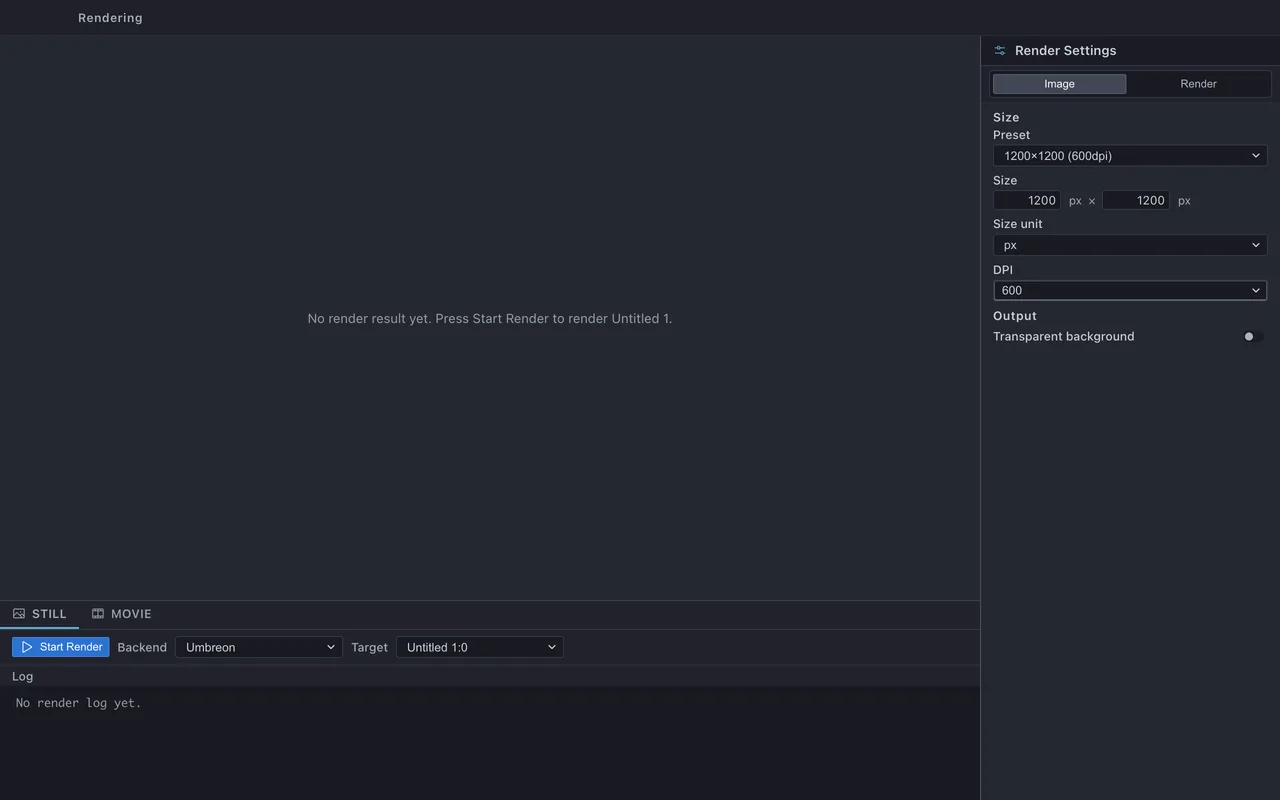 Rendering
Render Settings
Image
Render
Size
Preset
1200×1200 (600dpi)
Size
1200 px × 1200 px
Size unit
px
DPI
600
Output
Transparent background
No render result yet. Press Start Render to render Untitled 1.
STILL
MOVIE
Start Render Backend Umbreon Target Untitled 1:0
Log
No render log yet.